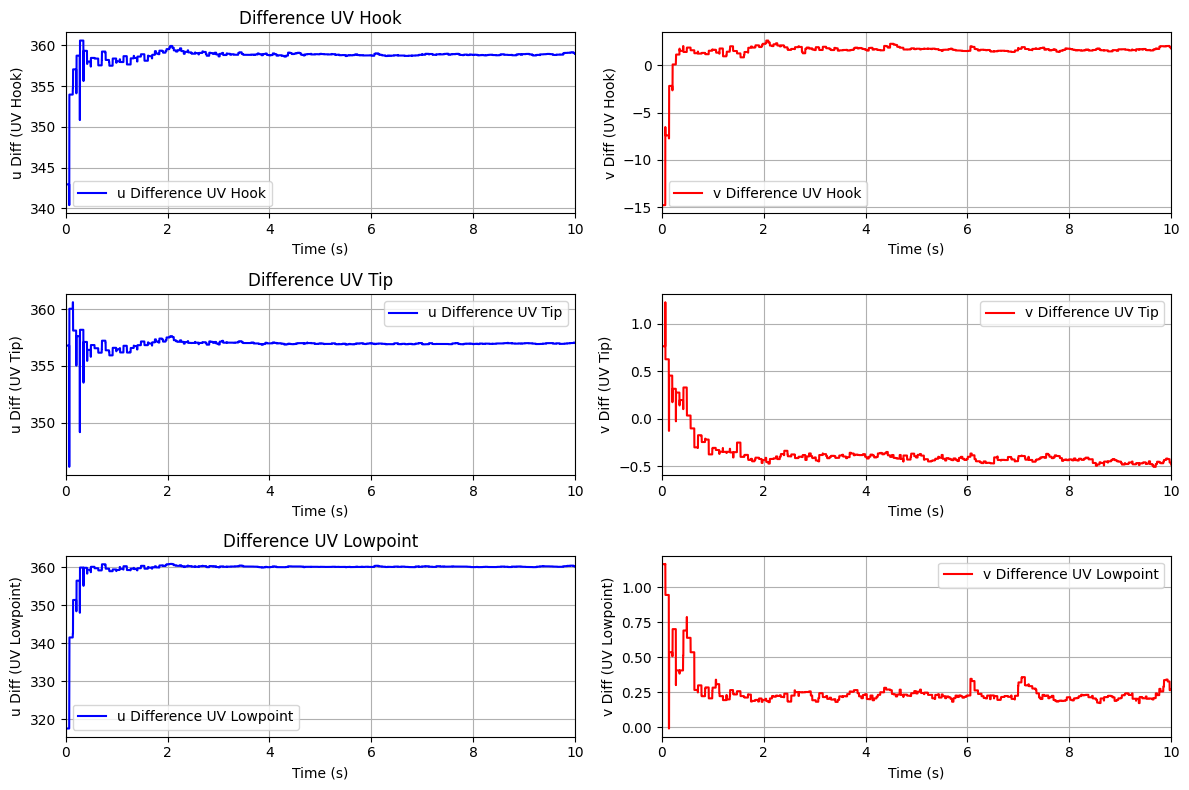 Difference UV Hook
u Diff (UV Hook)
360
355
350
345
340
u Difference UV Hook
0 2 4 6 8 10
Time (s)
v Diff (UV Hook)
0
−5
−10
−15
v Difference UV Hook
0 2 4 6 8 10
Time (s)
Difference UV Tip
u Diff (UV Tip)
360
355
350
u Difference UV Tip
0 2 4 6 8 10
Time (s)
v Diff (UV Tip)
1.0
0.5
0.0
−0.5
v Difference UV Tip
0 2 4 6 8 10
Time (s)
Difference UV Lowpoint
u Diff (UV Lowpoint)
360
350
340
330
320
u Difference UV Lowpoint
0 2 4 6 8 10
Time (s)
v Diff (UV Lowpoint)
1.00
0.75
0.50
0.25
0.00
v Difference UV Lowpoint
0 2 4 6 8 10
Time (s)